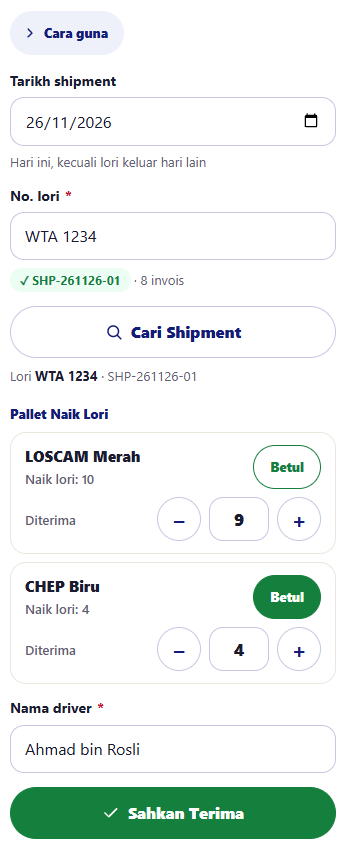 Cara guna
Tarikh shipment
26/11/2026
Hari ini, kecuali lori keluar hari lain
No. lori *
WTA 1234
✓ SHP-261126-01 · 8 invois
Cari Shipment
Lori WTA 1234 · SHP-261126-01
Pallet Naik Lori
LOSCAM Merah
Betul
Naik lori: 10
Diterima − 9 +
CHEP Biru
Betul
Naik lori: 4
Diterima − 4 +
Nama driver *
Ahmad bin Rosli
✓ Sahkan Terima